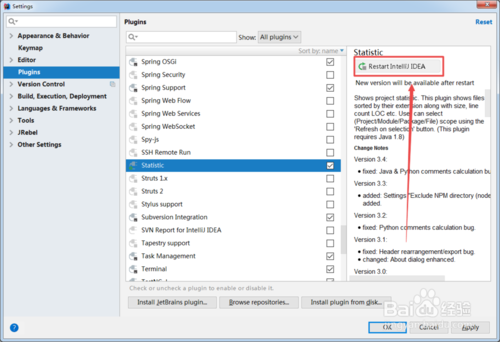 Settings
Plugins
Reset
Show: All plugins
Appearance & Behavior
Keymap
Editor
Plugins
Version Control
Build, Execution, Deployment
Languages & Frameworks
Tools
JRebel
Other Settings
Sort by: name
Spring OSGi
Spring Security
Spring Support
Spring Web Flow
Spring Web Services
Spring WebSocket
Spy-js
SSH Remote Run
Statistic
Struts 1.x
Struts 2
Stylus support
Subversion Integration
SVN Report for IntelliJ IDEA
Tapestry support
Task Management
Terminal
Check or uncheck a plugin to enable or disable it.
Install JetBrains plugin...
Browse repositories...
Install plugin from disk...
Statistic
Restart IntelliJ IDEA
New version will be available after restart
Shows project statistic. This plugin shows files
sorted by their extension along with size, line
count LOC etc. User can select
(Project/Module/Package/File) scope using the
'Refresh on selection' button. (This plugin
requires Java 1.8)
Change Notes
Version 3.4:
fixed: Java & Python comments calculation bu
Version 3.3:
added: Settings "Exclude NPM directory (node
added.
Version 3.2:
fixed: Python comments calculation bug.
Version 3.1:
fixed: Header rearrangement/export bug.
changed: About dialog enhanced.
Version 3.0:
OK
Cancel
Apply
Baidu经验